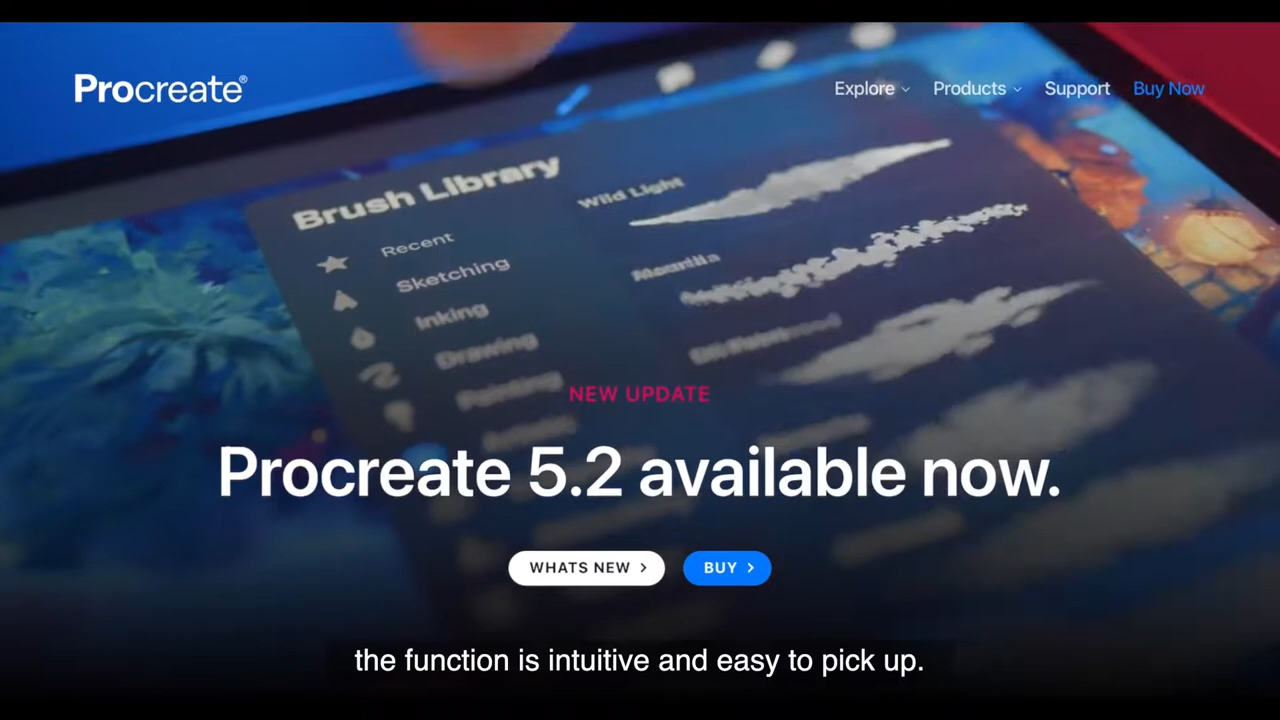 Procreate®
Explore
Products
Support
Buy Now
Brush Library
Recent
Sketching
Inking
Drawing
Painting
Wild Light
NEW UPDATE
Procreate 5.2 available now.
WHATS NEW
BUY
the function is intuitive and easy to pick up.